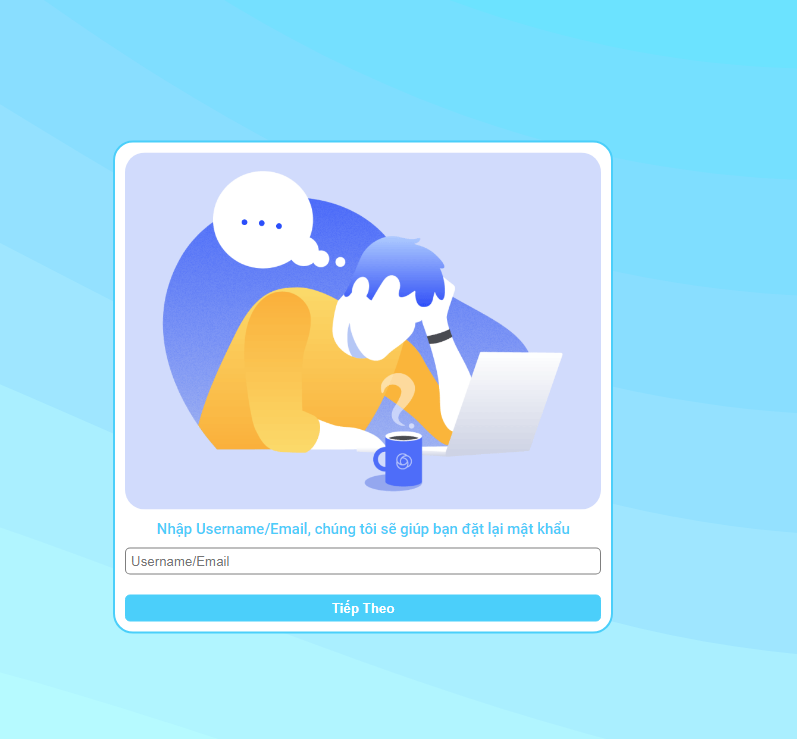 Nhập Username/Email, chúng tôi sẽ giúp bạn đặt lại mật khẩu
Username/Email
Tiếp Theo